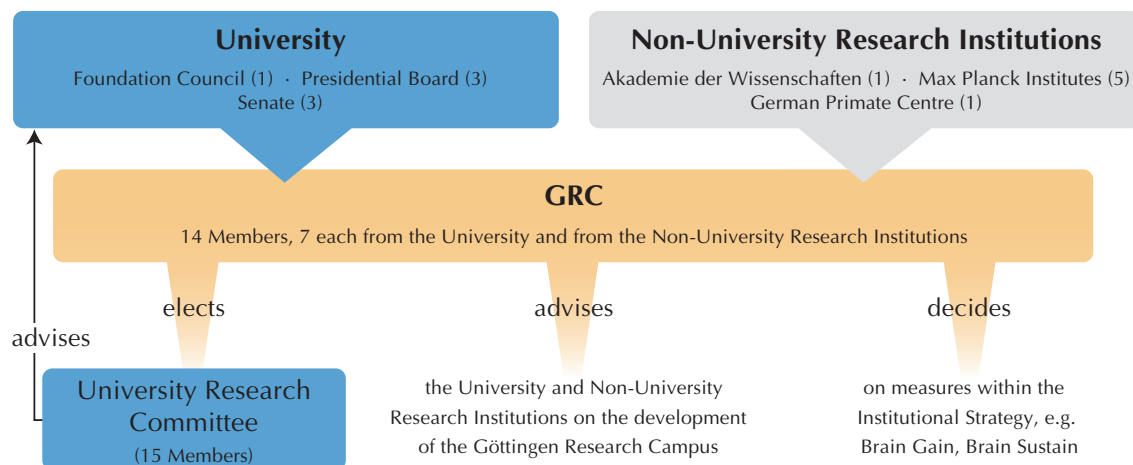 University
Foundation Council (1) · Presidential Board (3)
Senate (3)
Non-University Research Institutions
Akademie der Wissenschaften (1) · Max Planck Institutes (5)
German Primate Centre (1)
GRC
14 Members, 7 each from the University and from the Non-University Research Institutions
elects
advises
decides
advises
University Research
Committee
(15 Members)
the University and Non-University
Research Institutions on the development
of the Göttingen Research Campus
on measures within the
Institutional Strategy, e.g.
Brain Gain, Brain Sustain